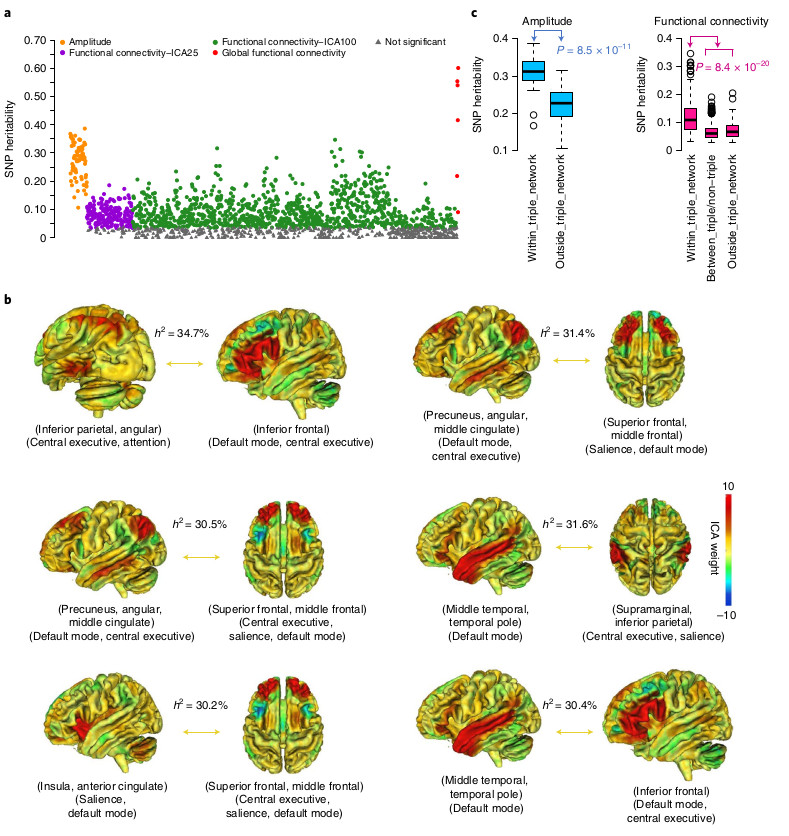 a
Amplitude
Functional connectivity–ICA25
Functional connectivity–ICA100
Global functional connectivity
Not significant
SNP heritability
0.70
0.60
0.50
0.40
0.30
0.20
0.10
0
c
Amplitude
P = 8.5 × 10⁻¹¹
SNP heritability
0.4
0.3
0.2
0.1
Within_triple_network
Outside_triple_network
Functional connectivity
P = 8.4 × 10⁻²⁰
SNP heritability
0.4
0.3
0.2
0.1
0
Within_triple_network
Between_triple/non–triple
Outside_triple_network
b
h² = 34.7%
(Inferior parietal, angular)
(Central executive, attention)
(Inferior frontal)
(Default mode, central executive)
h² = 31.4%
(Precuneus, angular,
middle cingulate)
(Default mode,
central executive)
(Superior frontal,
middle frontal)
(Salience, default mode)
h² = 30.5%
(Precuneus, angular,
middle cingulate)
(Default mode, central executive)
(Superior frontal, middle frontal)
(Central executive,
salience, default mode)
h² = 31.6%
(Middle temporal,
temporal pole)
(Default mode)
(Supramarginal,
inferior parietal)
(Central executive, salience)
10
ICA weight
–10
h² = 30.2%
(Insula, anterior cingulate)
(Salience,
default mode)
(Superior frontal, middle frontal)
(Central executive,
salience, default mode)
h² = 30.4%
(Middle temporal,
temporal pole)
(Default mode)
(Inferior frontal)
(Default mode,
central executive)